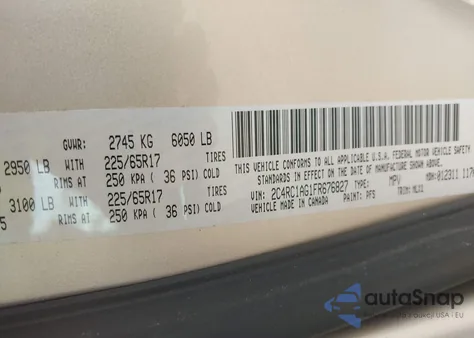 GVWR: 2745 KG 6050 LB
2950 LB WITH 225/65R17 TIRES
RIMS AT 250 KPA ( 36 PSI) COLD
3100 LB WITH 225/65R17 TIRES
RIMS AT 250 KPA ( 36 PSI) COLD
THIS VEHICLE CONFORMS TO ALL APPLICABLE U.S.A. FEDERAL MOTOR VEHICLE SAFETY
STANDARDS IN EFFECT ON THE DATE OF MANUFACTURE SHOWN ABOVE.
VIN: 2C4RC1AG1FR676827 TYPE: MPV
VEHICLE MADE IN CANADA PAINT: PFS TRIM: MLX1
autoSnap